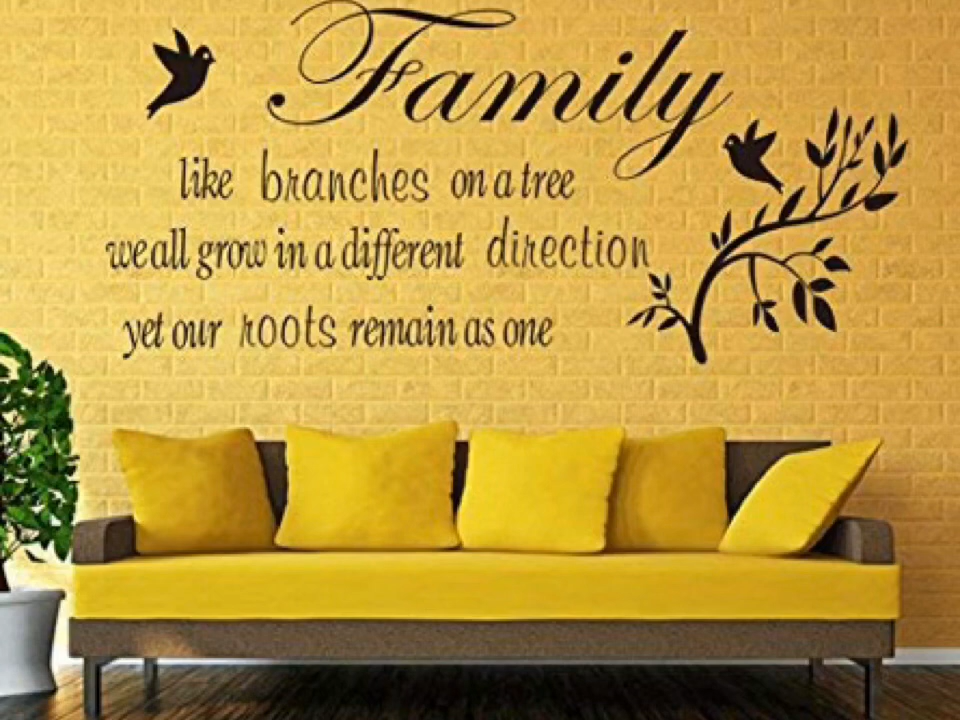 Family
like branches on a tree
we all grow in a different direction
yet our roots remain as one